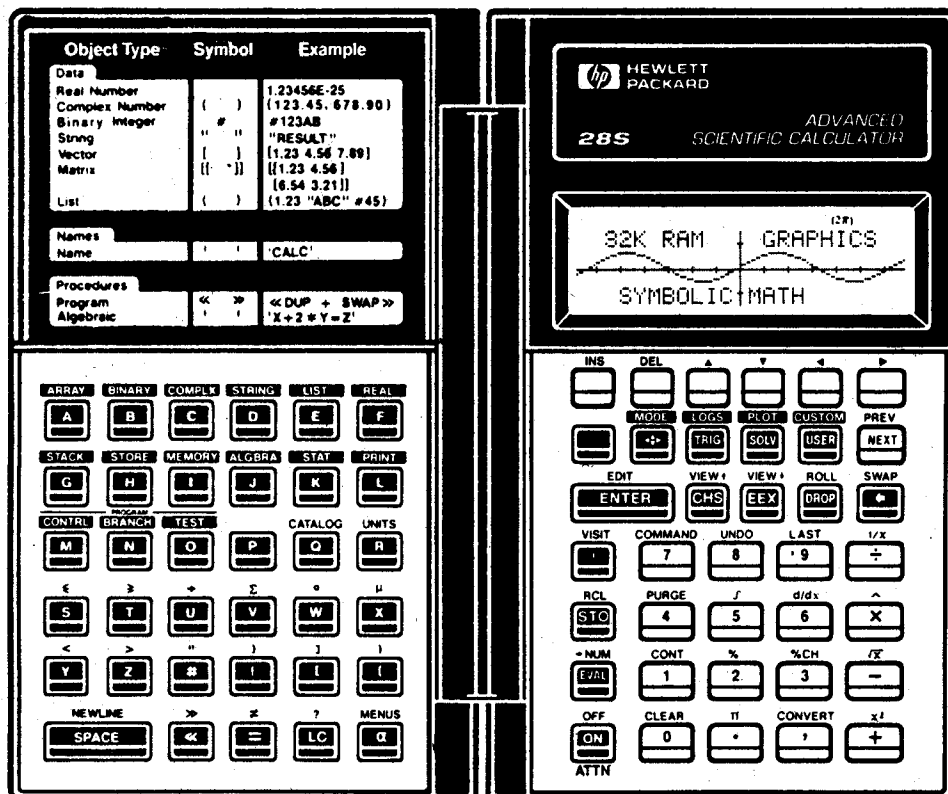 Object Type Symbol Example
Data
Real Number 1.23456E-25
Complex Number ( ) (123.45, 678.90)
Binary Integer # #123AB
String " " "RESULT"
Vector [ ] [1.23 4.56 7.89]
Matrix [[ ]] [[1.23 4.56]
[6.54 3.21]]
List { } {1.23 "ABC" #45}
Names
Name ' ' 'CALC'
Procedures
Program « » «DUP + SWAP»
Algebraic ' ' 'X+2*Y=Z'
ARRAY BINARY COMPLX STRING LIST REAL
A B C D E F
STACK STORE MEMORY ALGBRA STAT PRINT
G H I J K L
PROGRAM
CONTRL BRANCH TEST CATALOG UNITS
M N O P Q R
≤ ≥ → Σ ° μ
S T U V W X
< > " } ] )
Y Z # { [ (
NEWLINE » ≠ ? MENUS
SPACE « = LC α
hp HEWLETT
PACKARD
ADVANCED
28S SCIENTIFIC CALCULATOR
(2π)
32K RAM GRAPHICS
SYMBOLIC MATH
INS DEL ▲ ▼ ◄ ►
MODE LOGS PLOT CUSTOM PREV
TRIG SOLV USER NEXT
EDIT VIEW↑ VIEW↓ ROLL SWAP
ENTER CHS EEX DROP ←
VISIT COMMAND UNDO LAST 1/x
' 7 8 9 ÷
RCL PURGE ∫ d/dx ^
STO 4 5 6 ×
→NUM CONT % %CH √x
EVAL 1 2 3 −
OFF CLEAR π CONVERT x²
ON 0 . , +
ATTN